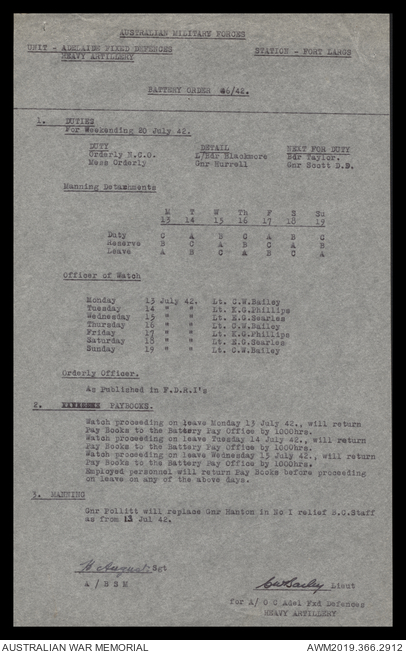 AUSTRALIAN MILITARY FORCES
UNIT - ADELAIDE FIXED DEFENCES STATION - FORT LARGS
HEAVY ARTILLERY
BATTERY ORDER 46/42.
1. DUTIES
For Weekending 20 July 42.
DUTY DETAIL NEXT FOR DUTY
Orderly N.C.O. L/Bdr Blackmore Bdr Taylor.
Mess Orderly Gnr Hurrell Gnr Scott D.B.
Manning Detachments
M T W Th F S Su
13 14 15 16 17 18 19
Duty C A B C A B C
Reserve B C A B C A B
Leave A B C A B C A
Officer of Watch
Monday 13 July 42. Lt. C.W.Bailey
Tuesday 14 " " Lt. K.G.Phillips
Wednesday 15 " " Lt. E.G.Searles
Thursday 16 " " Lt. C.W.Bailey
Friday 17 " " Lt. K.G.Phillips
Saturday 18 " " Lt. E.G.Searles
Sunday 19 " " Lt. C.W.Bailey
Orderly Officer.
As Published in F.D.R.I's
2. PAYBOOKS.
Watch proceeding on leave Monday 13 July 42., will return
Pay Books to the Battery Pay Office by 1000hrs.
Watch proceeding on leave Tuesday 14 July 42., will return
Pay Books to the Battery Pay Office by 1000hrs.
Watch proceeding on leave Wednesday 15 July 42., will return
Pay Books to the Battery Pay Office by 1000hrs.
Employed personnel will return Pay Books before proceeding
on leave on any of the above days.
3. MANNING
Gnr Pollitt will replace Gnr Manton in No 1 relief B.C.Staff
as from 13 Jul 42.
H August Sgt
A / B S M
CW Bailey Lieut
for A/ O C Adel Fxd Defences
HEAVY ARTILLERY
AUSTRALIAN WAR MEMORIAL AWM2019.366.2912